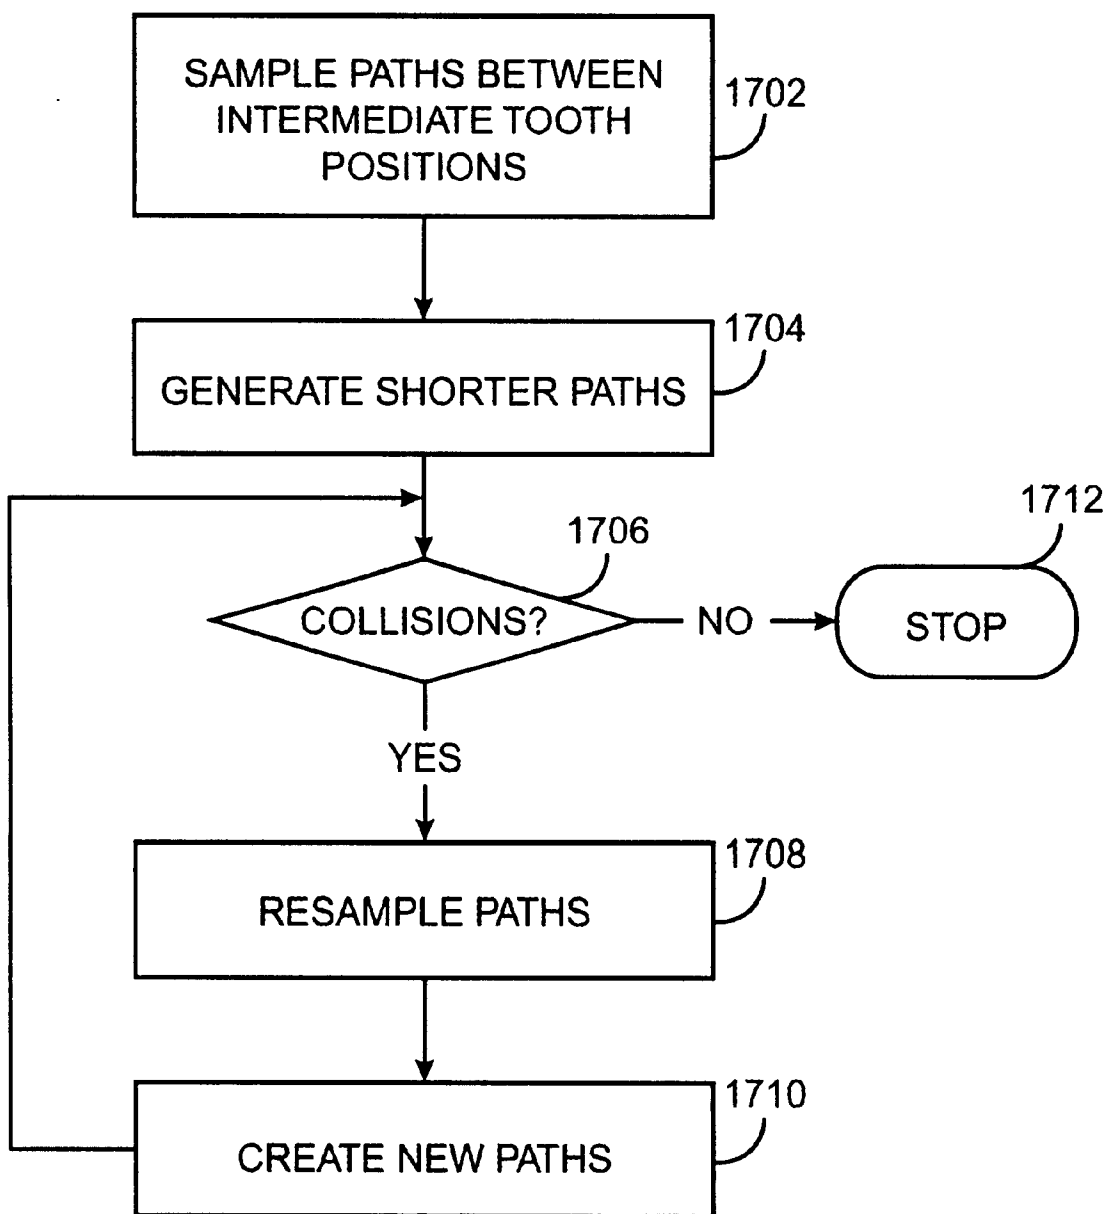 SAMPLE PATHS BETWEEN
INTERMEDIATE TOOTH
POSITIONS
1702
GENERATE SHORTER PATHS
1704
COLLISIONS?
1706
NO
STOP
1712
YES
RESAMPLE PATHS
1708
CREATE NEW PATHS
1710